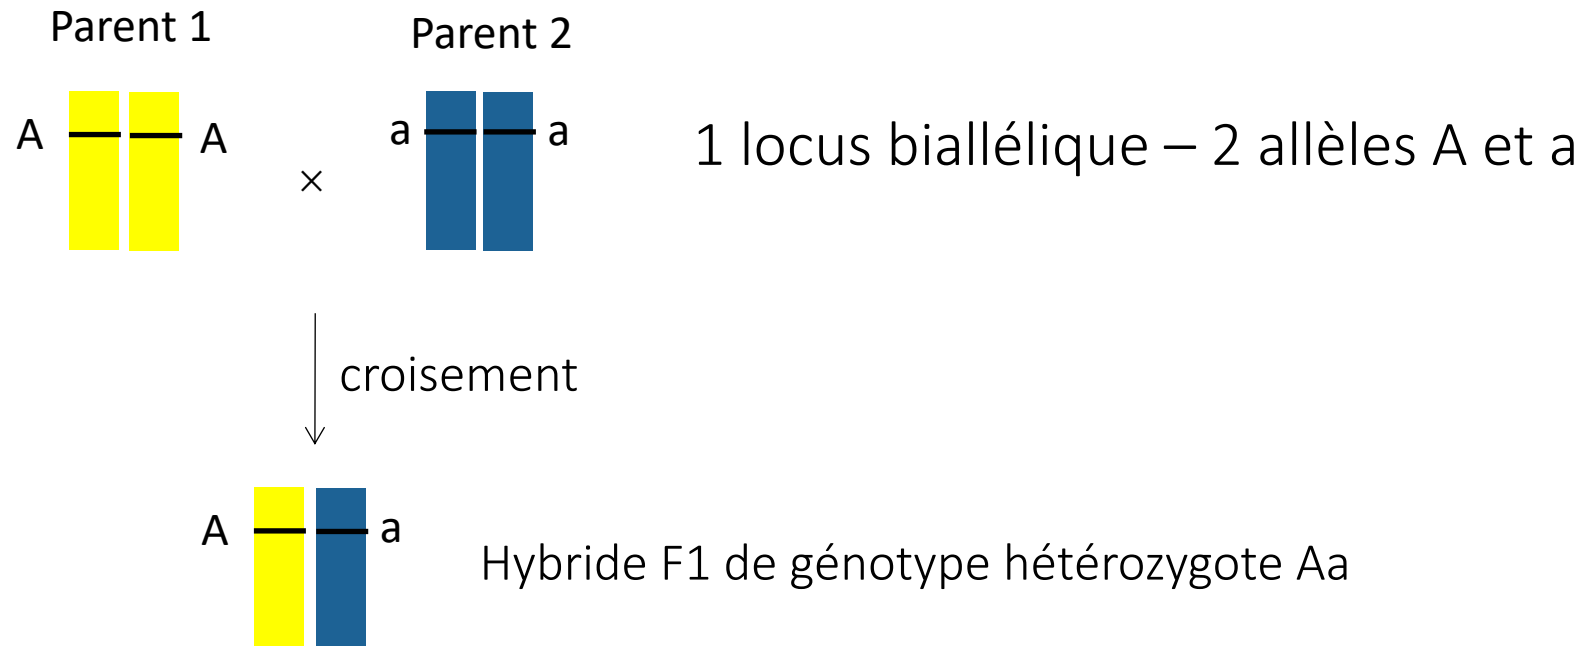 Parent 1
Parent 2
A
A
×
a
a
1 locus biallélique – 2 allèles A et a
croisement
A
a
Hybride F1 de génotype hétérozygote Aa